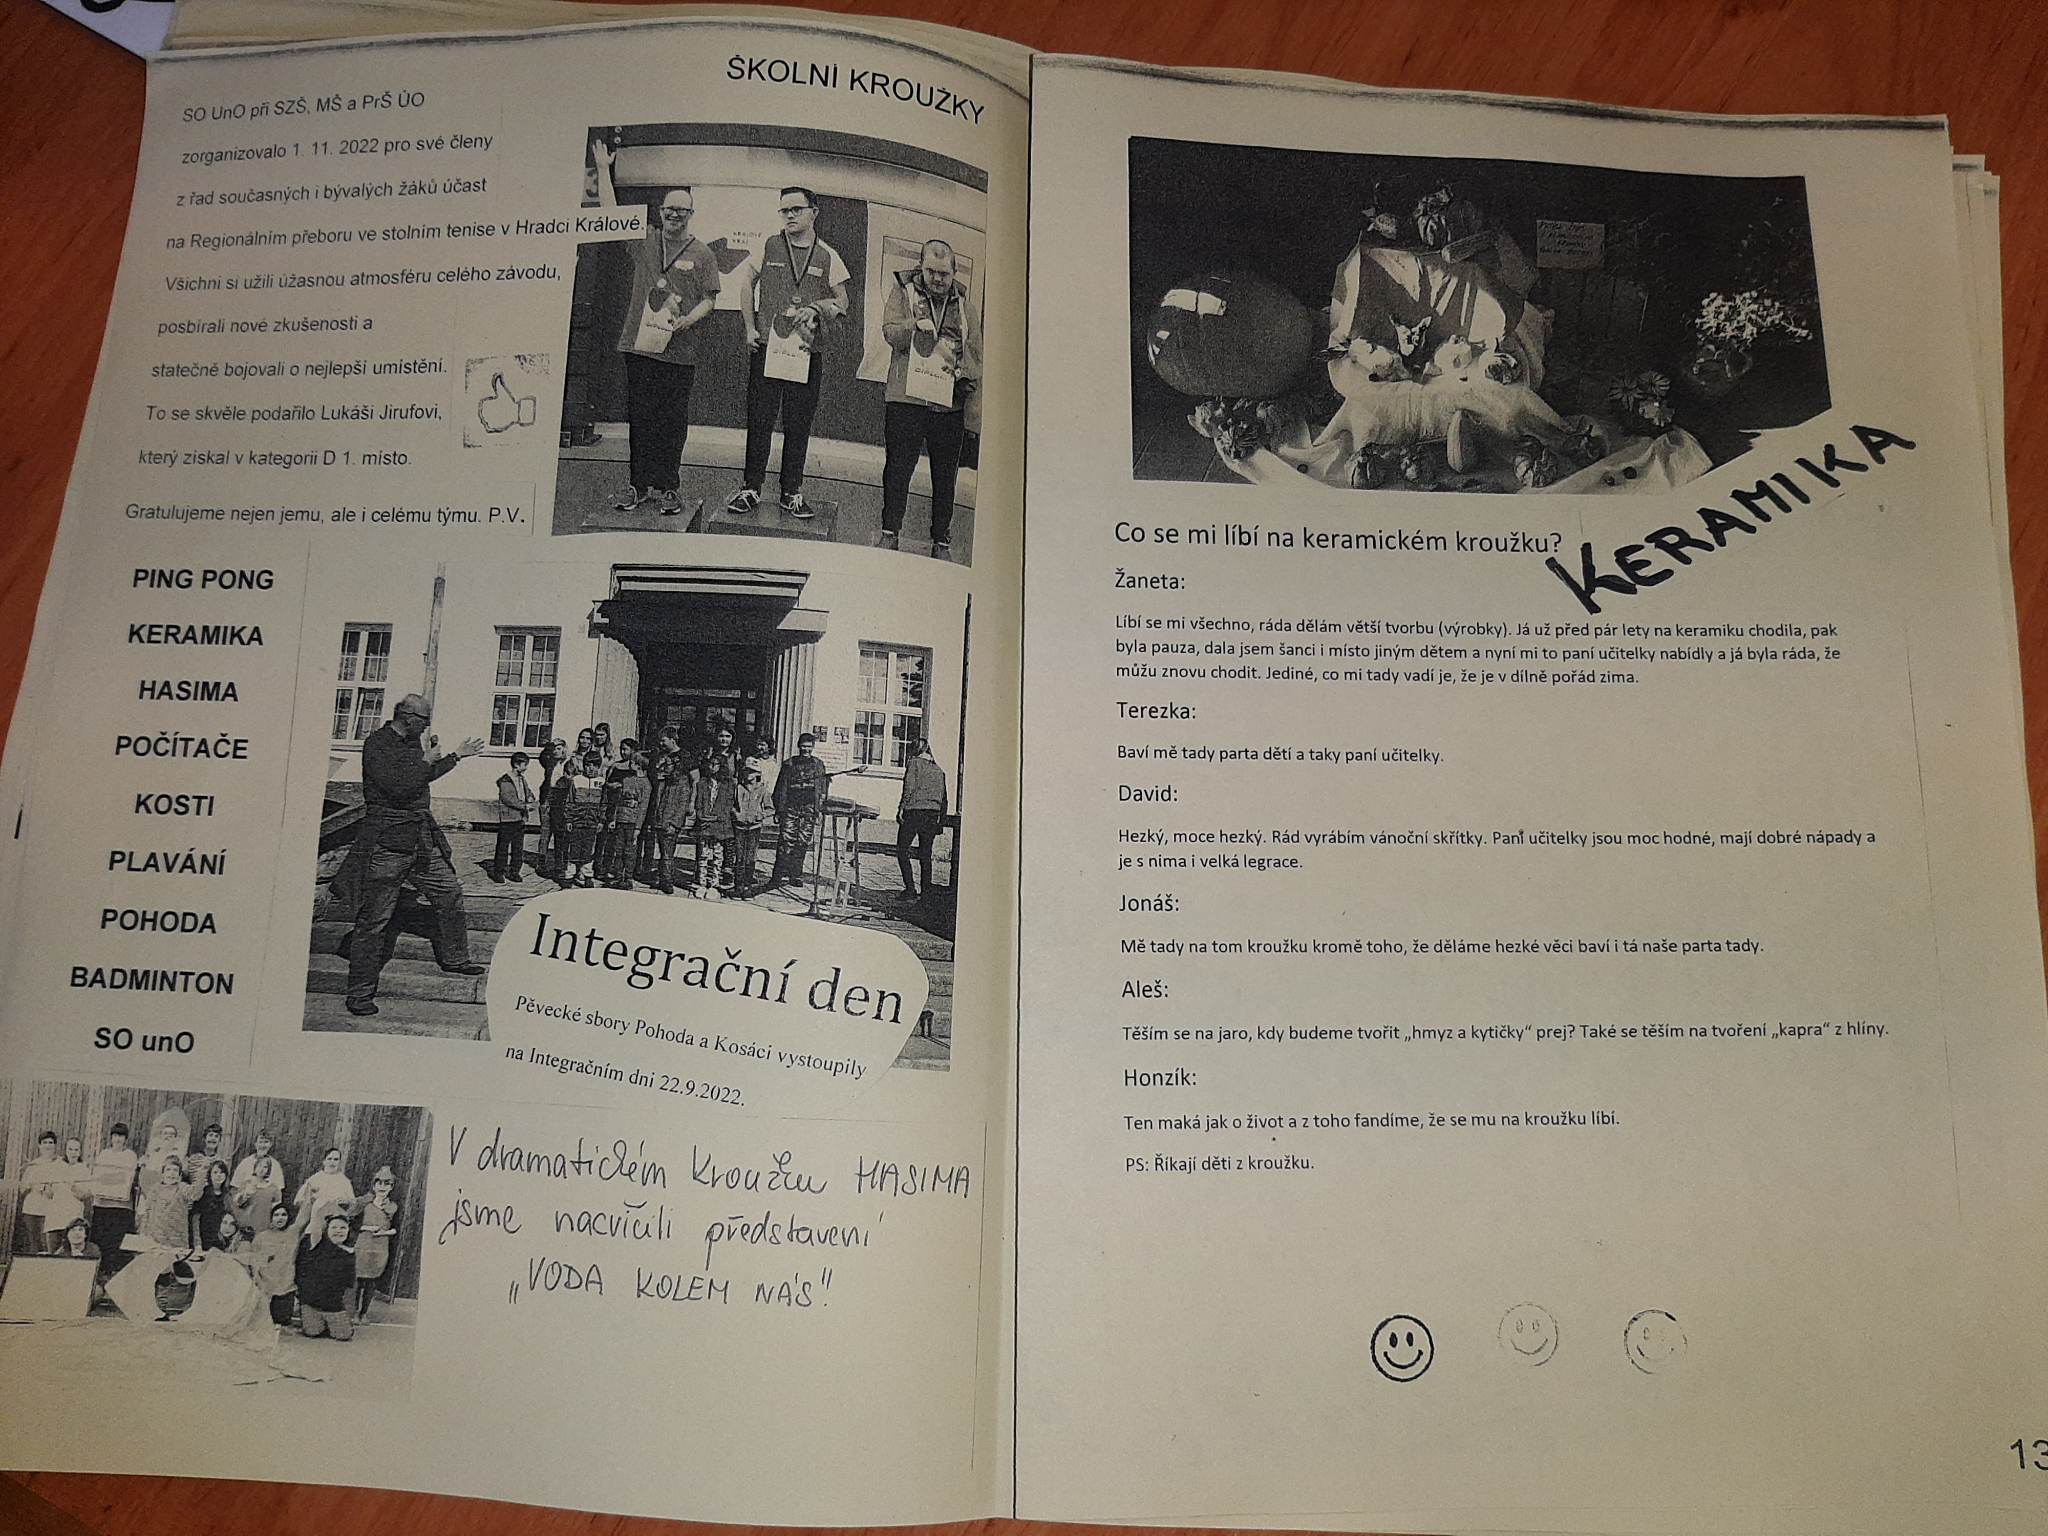 ŠKOLNÍ KROUŽKY
SO UnO při SZŠ, MŠ a PrŠ ÚO
zorganizovalo 1. 11. 2022 pro své členy
z řad současných i bývalých žáků účast
na Regionálním přeboru ve stolním tenise v Hradci Králové.
Všichni si užili úžasnou atmosféru celého závodu,
posbírali nové zkušenosti a
statečně bojovali o nejlepší umístění.
To se skvěle podařilo Lukáši Jirufovi,
který získal v kategorii D 1. místo.
Gratulujeme nejen jemu, ale i celému týmu. P.V.
DIPLOM
PING PONG
KERAMIKA
HASIMA
POČÍTAČE
KOSTI
PLAVÁNÍ
POHODA
BADMINTON
SO unO
Integrační den
Pěvecké sbory Pohoda a Kosáci vystoupily
na Integračním dni 22.9.2022.
V dramatickém kroužku HASIMA
jsme nacvičili představení
„VODA KOLEM NÁS"!
KERAMIKA
Co se mi líbí na keramickém kroužku?
Žaneta:
Líbí se mi všechno, ráda dělám větší tvorbu (výrobky). Já už před pár lety na keramiku chodila, pak
byla pauza, dala jsem šanci i místo jiným dětem a nyní mi to paní učitelky nabídly a já byla ráda, že
můžu znovu chodit. Jediné, co mi tady vadí je, že je v dílně pořád zima.
Terezka:
Baví mě tady parta dětí a taky paní učitelky.
David:
Hezký, moce hezký. Rád vyrábím vánoční skřítky. Paní učitelky jsou moc hodné, mají dobré nápady a
je s nima i velká legrace.
Jonáš:
Mě tady na tom kroužku kromě toho, že děláme hezké věci baví i tá naše parta tady.
Aleš:
Těším se na jaro, kdy budeme tvořit „hmyz a kytičky“ prej? Také se těším na tvoření „kapra“ z hlíny.
Honzík:
Ten maká jak o život a z toho fandíme, že se mu na kroužku líbí.
PS: Říkají děti z kroužku.
13